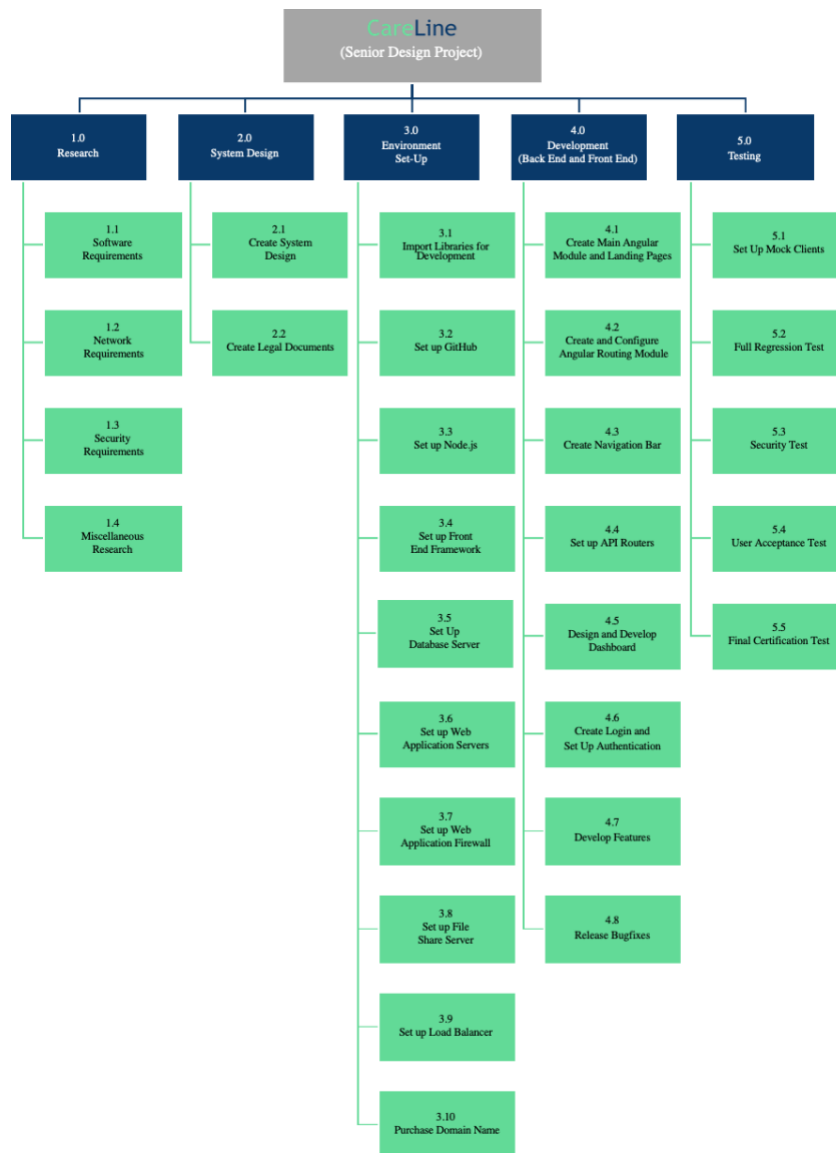 CareLine
(Senior Design Project)
1.0
Research
2.0
System Design
3.0
Environment
Set-Up
4.0
Development
(Back End and Front End)
5.0
Testing
1.1
Software
Requirements
1.2
Network
Requirements
1.3
Security
Requirements
1.4
Miscellaneous
Research
2.1
Create System
Design
2.2
Create Legal Documents
3.1
Import Libraries for
Development
3.2
Set up GitHub
3.3
Set up Node.js
3.4
Set up Front
End Framework
3.5
Set Up
Database Server
3.6
Set up Web
Application Servers
3.7
Set up Web
Application Firewall
3.8
Set up File
Share Server
3.9
Set up Load Balancer
3.10
Purchase Domain Name
4.1
Create Main Angular
Module and Landing Pages
4.2
Create and Configure
Angular Routing Module
4.3
Create Navigation Bar
4.4
Set up API Routers
4.5
Design and Develop
Dashboard
4.6
Create Login and
Set Up Authentication
4.7
Develop Features
4.8
Release Bugfixes
5.1
Set Up Mock Clients
5.2
Full Regression Test
5.3
Security Test
5.4
User Acceptance Test
5.5
Final Certification Test